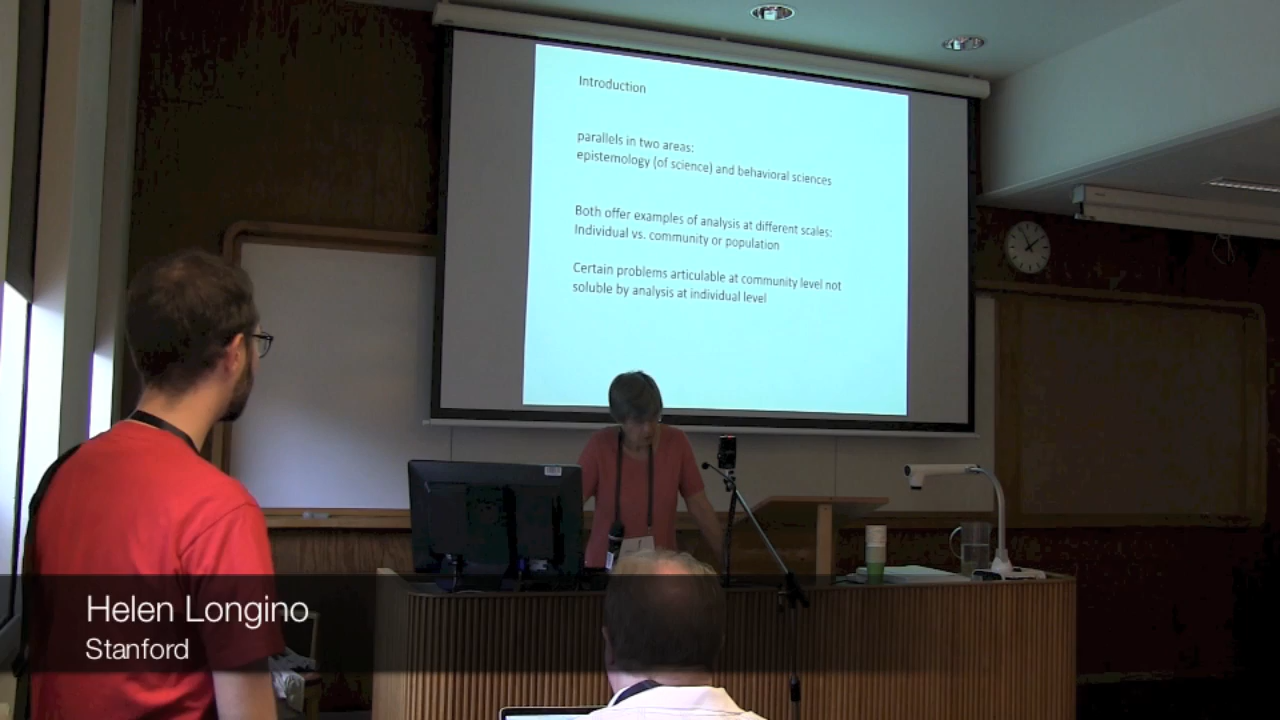 Introduction
parallels in two areas:
epistemology (of science) and behavioral sciences
Both offer examples of analysis at different scales:
Individual vs. community or population
Certain problems articulable at community level not
soluble by analysis at individual level
Helen Longino
Stanford